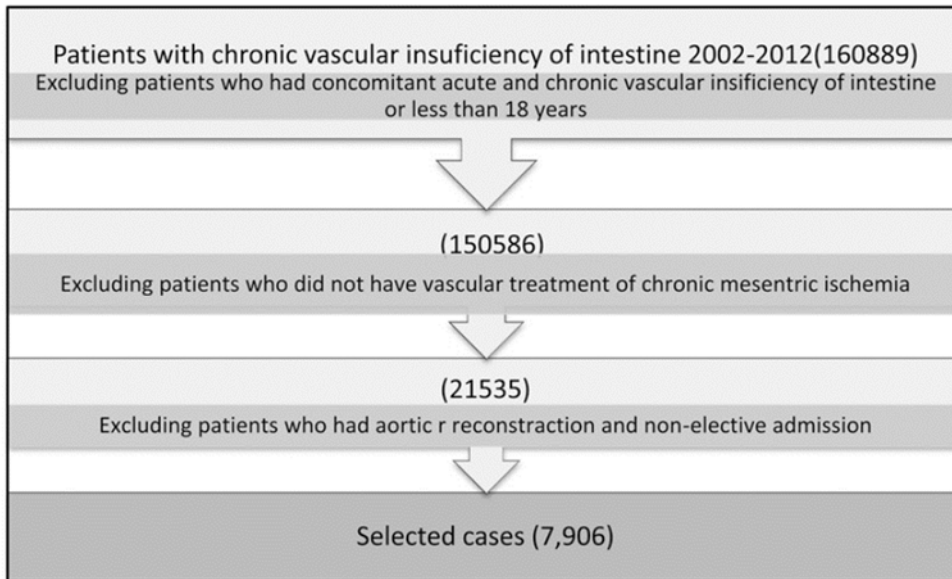 Patients with chronic vascular insuficiency of intestine 2002-2012(160889)
Excluding patients who had concomitant acute and chronic vascular insificiency of intestine
or less than 18 years
(150586)
Excluding patients who did not have vascular treatment of chronic mesentric ischemia
(21535)
Excluding patients who had aortic r reconstraction and non-elective admission
Selected cases (7,906)